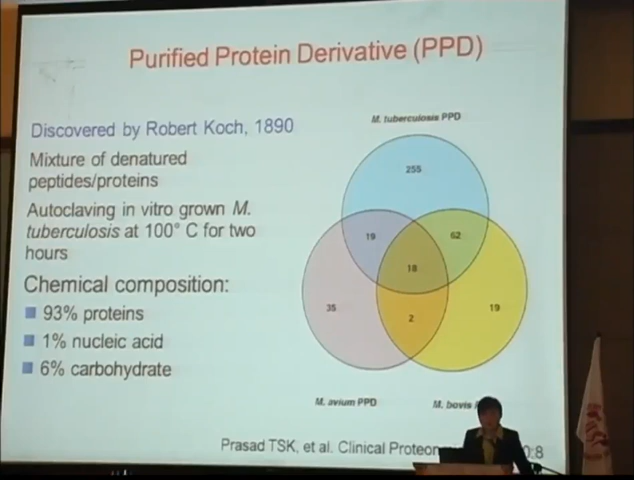 Purified Protein Derivative (PPD)
Discovered by Robert Koch, 1890
Mixture of denatured
peptides/proteins
Autoclaving in vitro grown M.
tuberculosis at 100° C for two
hours
Chemical composition:
93% proteins
1% nucleic acid
6% carbohydrate
M. tuberculosis PPD
255
19
62
18
35
2
19
M. avium PPD
M. bovis
Prasad TSK, et al. Clinical
0:8